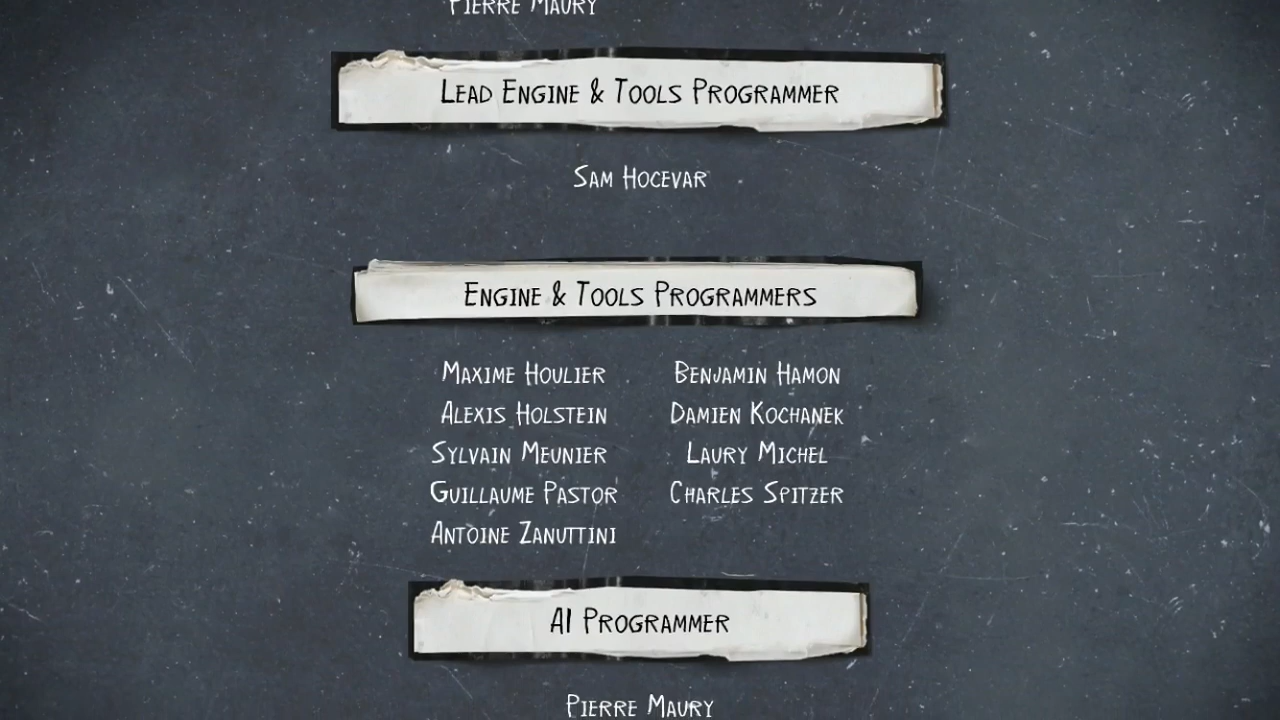 Pierre Maury
Lead Engine & Tools Programmer
Sam Hocevar
Engine & Tools Programmers
Maxime Houlier Benjamin Hamon
Alexis Holstein Damien Kochanek
Sylvain Meunier Laury Michel
Guillaume Pastor Charles Spitzer
Antoine Zanuttini
AI Programmer
Pierre Maury